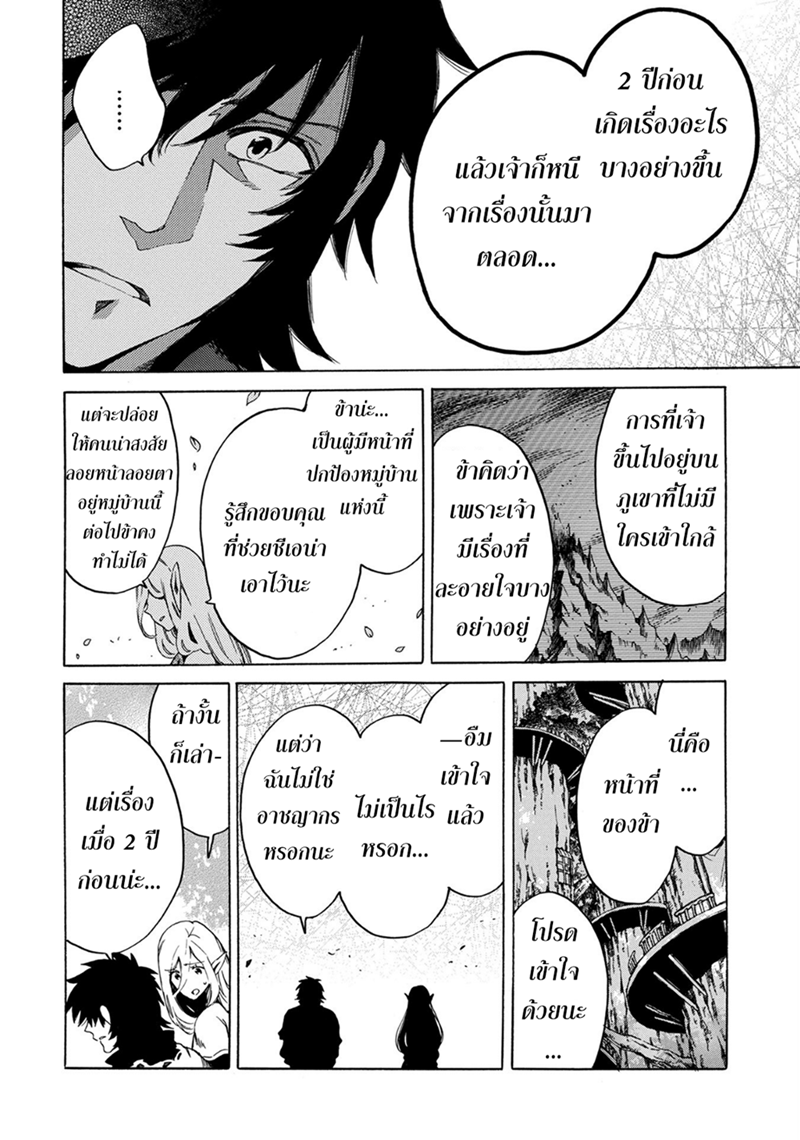 2 ปีก่อน
เกิดเรื่องอะไร
บางอย่างขึ้น
แล้วเจ้าก็หนี
จากเรื่องนั้นมา
ตลอด...
......
การที่เจ้า
ขึ้นไปอยู่บน
ภูเขาที่ไม่มี
ใครเข้าใกล้
ข้าคิดว่า
เพราะเจ้า
มีเรื่องที่
ละอายใจบาง
อย่างอยู่
ข้าน่ะ...
เป็นผู้มีหน้าที่
ปกป้องหมู่บ้าน
แห่งนี้
รู้สึกขอบคุณ
ที่ช่วยชีเอน่า
เอาไว้นะ
แต่จะปล่อย
ให้คนน่าสงสัย
ลอยหน้าลอยตา
อยู่หมู่บ้านนี้
ต่อไปข้าคง
ทำไม่ได้
นี่คือ
...
หน้าที่
ของข้า
โปรด
เข้าใจ
ด้วยนะ
...
—อืม
เข้าใจ
แล้ว
ไม่เป็นไร
หรอก...
แต่ว่า
ฉันไม่ใช่
อาชญากร
หรอกนะ
ถ้างั้น
ก็เล่า-
แต่เรื่อง
เมื่อ 2 ปี
ก่อนน่ะ...